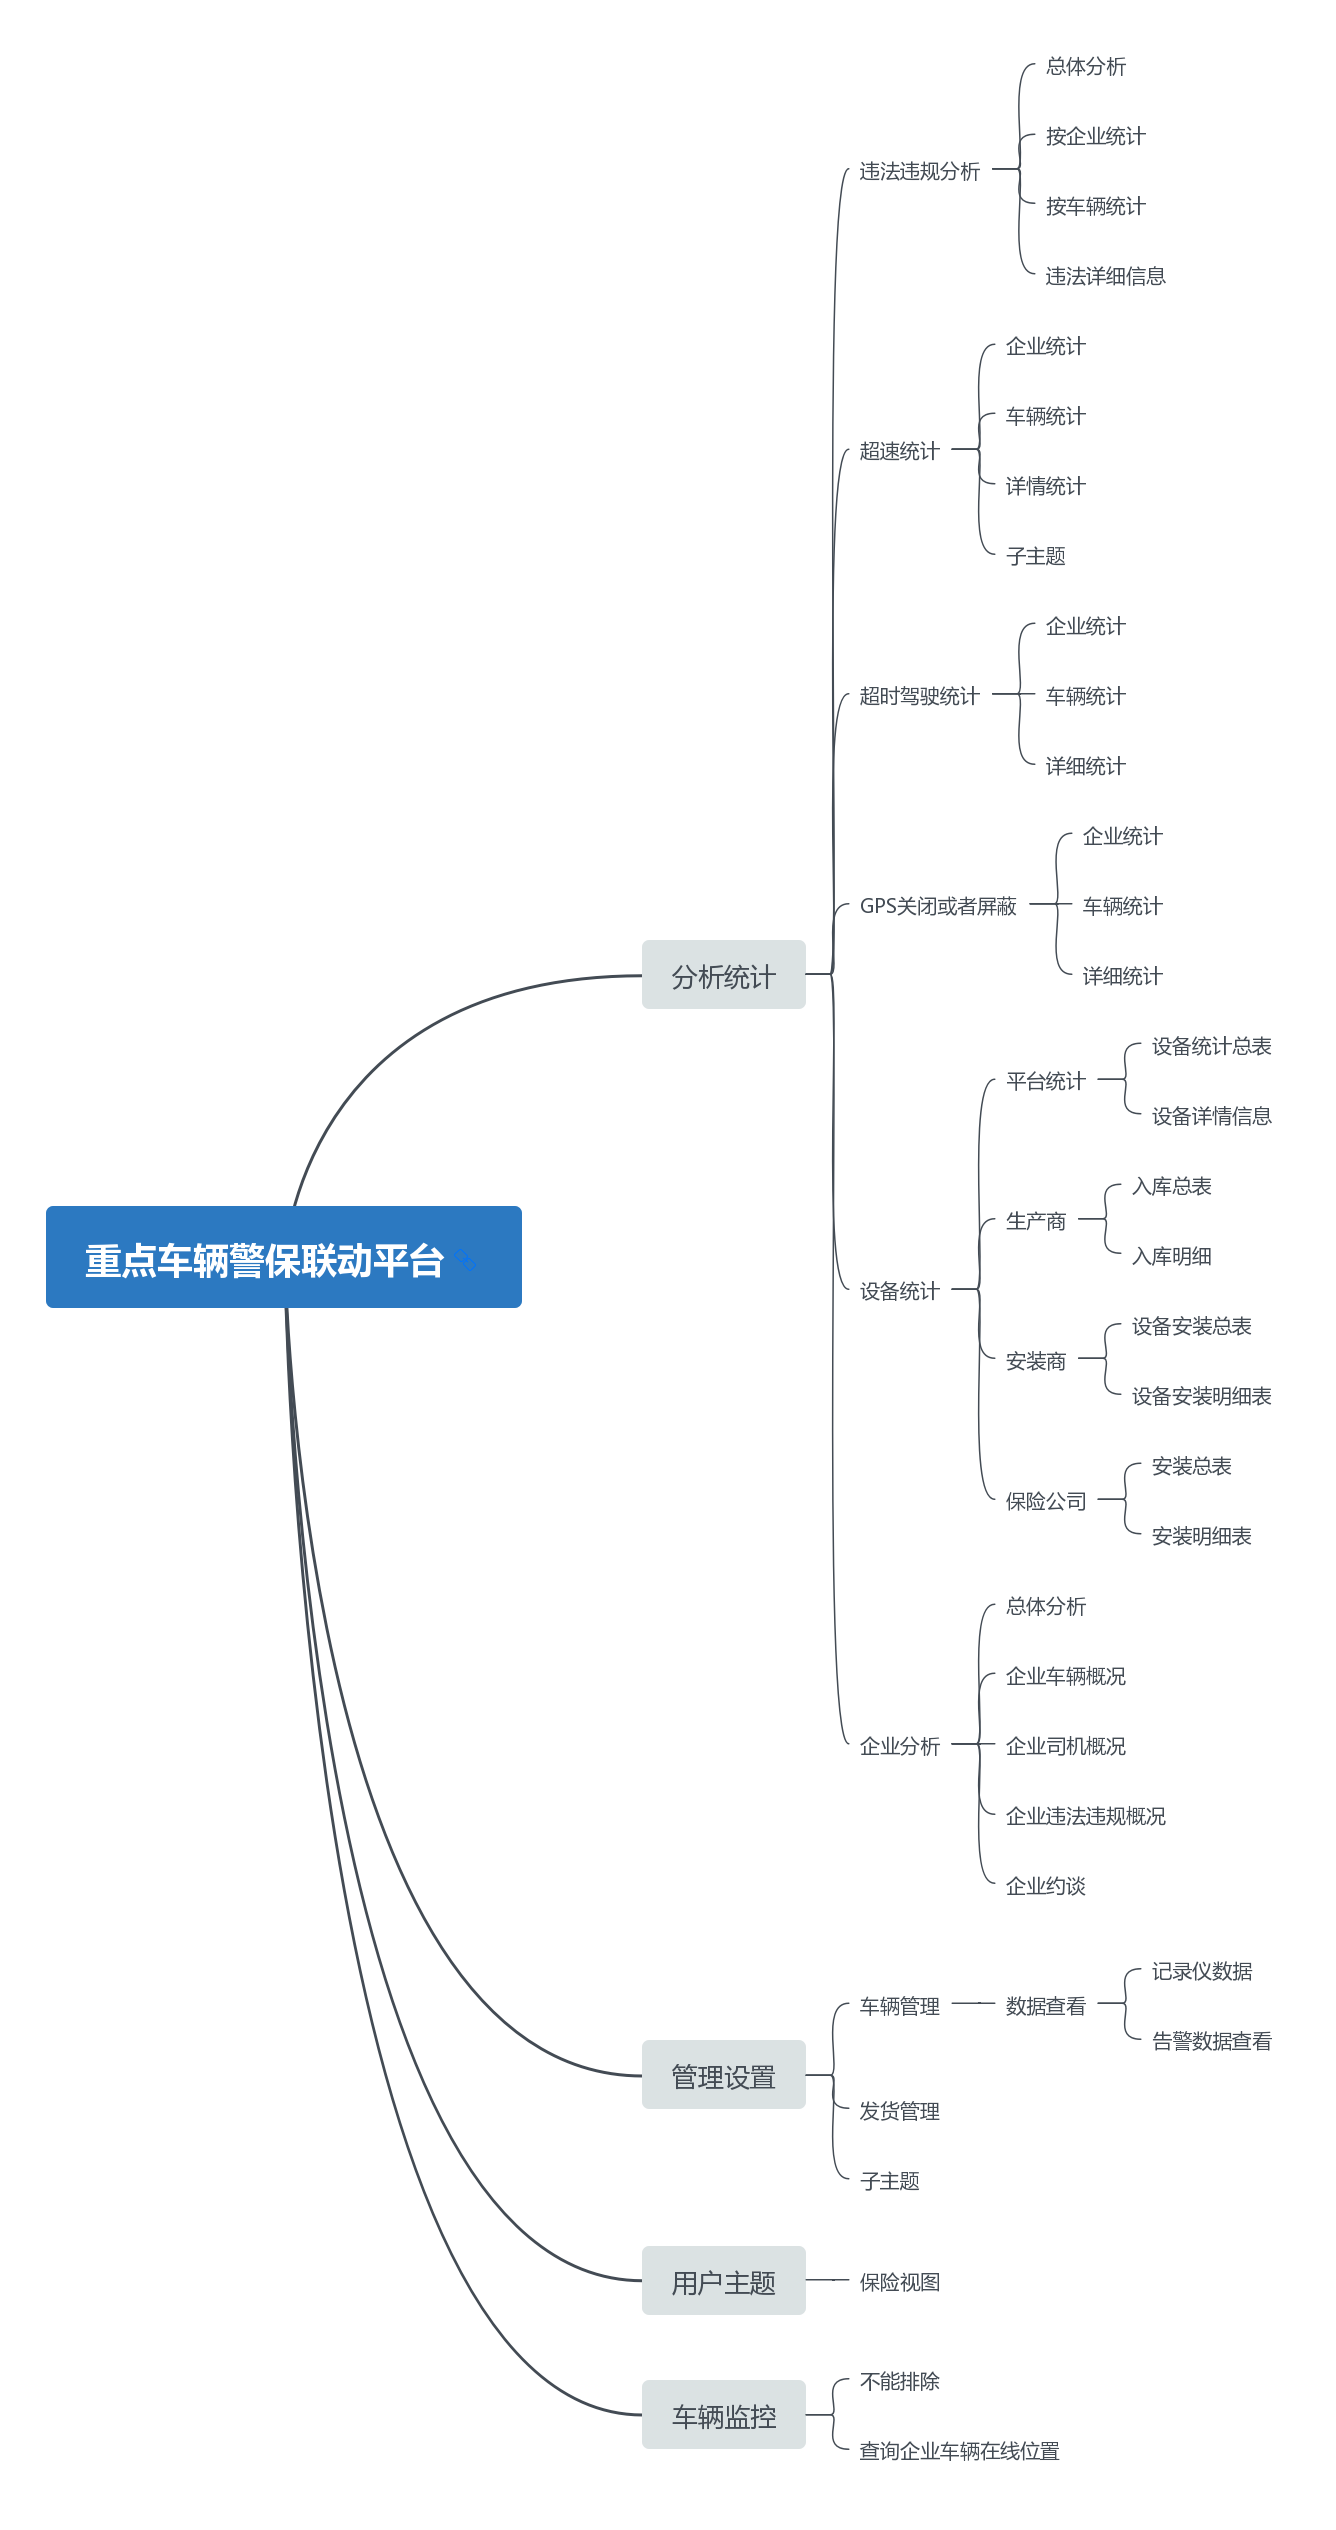 重点车辆警保联动平台
分析统计
违法违规分析
总体分析
按企业统计
按车辆统计
违法详细信息
超速统计
企业统计
车辆统计
详情统计
子主题
超时驾驶统计
企业统计
车辆统计
详细统计
GPS关闭或者屏蔽
企业统计
车辆统计
详细统计
设备统计
平台统计
设备统计总表
设备详情信息
生产商
入库总表
入库明细
安装商
设备安装总表
设备安装明细表
保险公司
安装总表
安装明细表
企业分析
总体分析
企业车辆概况
企业司机概况
企业违法违规概况
企业约谈
管理设置
车辆管理
数据查看
记录仪数据
告警数据查看
发货管理
子主题
用户主题
保险视图
车辆监控
不能排除
查询企业车辆在线位置